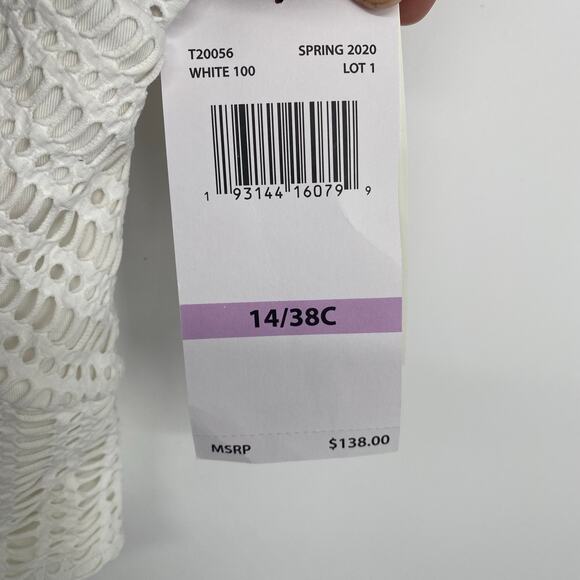 T20056 SPRING 2020
WHITE 100 LOT 1
1 93144 16079 9
14/38C
MSRP $138.00